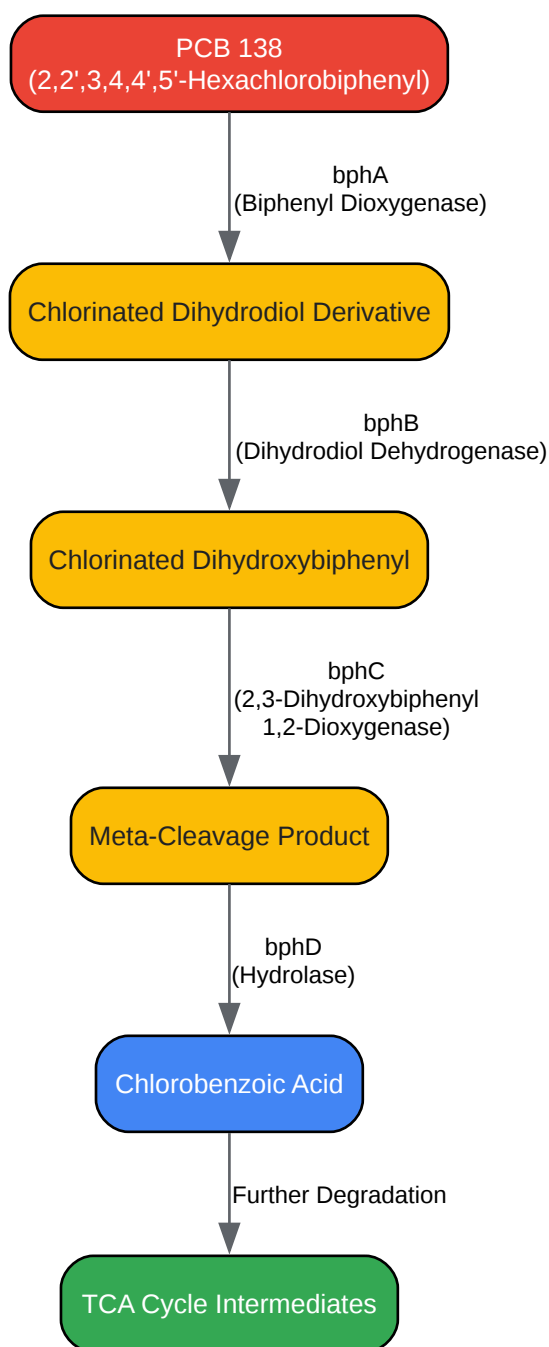 PCB 138
(2,2',3,4,4',5'-Hexachlorobiphenyl)
bphA
(Biphenyl Dioxygenase)
Chlorinated Dihydrodiol Derivative
bphB
(Dihydrodiol Dehydrogenase)
Chlorinated Dihydroxybiphenyl
bphC
(2,3-Dihydroxybiphenyl
1,2-Dioxygenase)
Meta-Cleavage Product
bphD
(Hydrolase)
Chlorobenzoic Acid
Further Degradation
TCA Cycle Intermediates